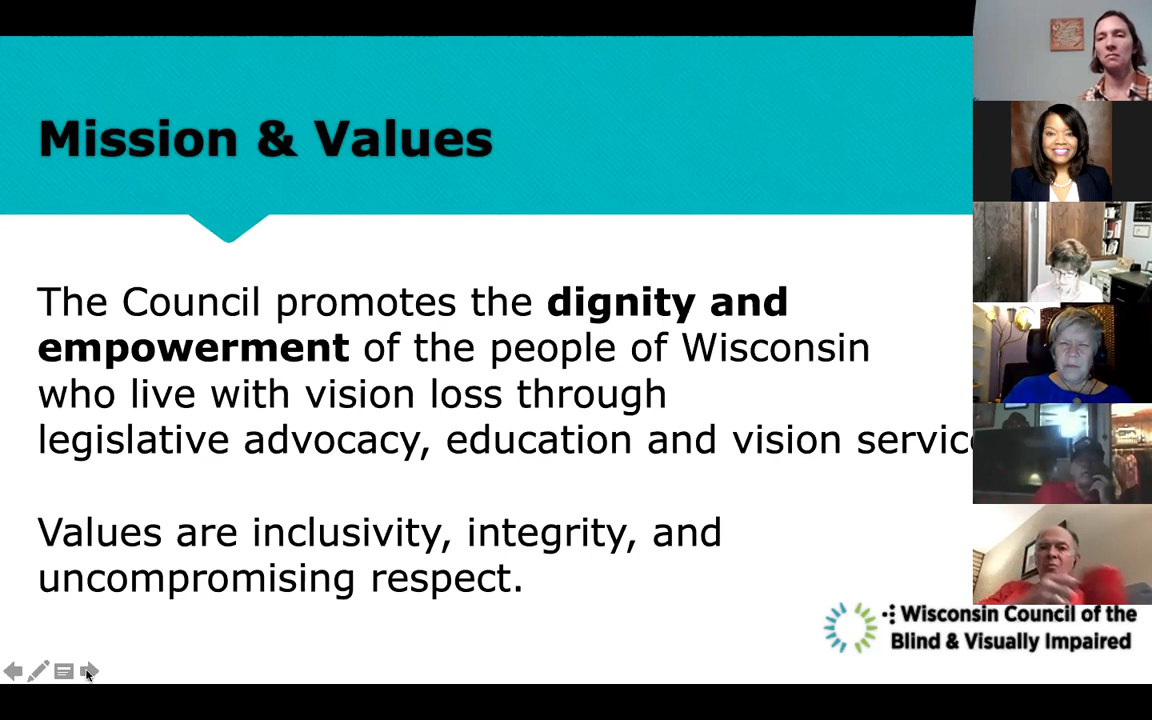 Mission & Values
The Council promotes the dignity and
empowerment of the people of Wisconsin
who live with vision loss through
legislative advocacy, education and vision servic
Values are inclusivity, integrity, and
uncompromising respect.
Wisconsin Council of the
Blind & Visually Impaired